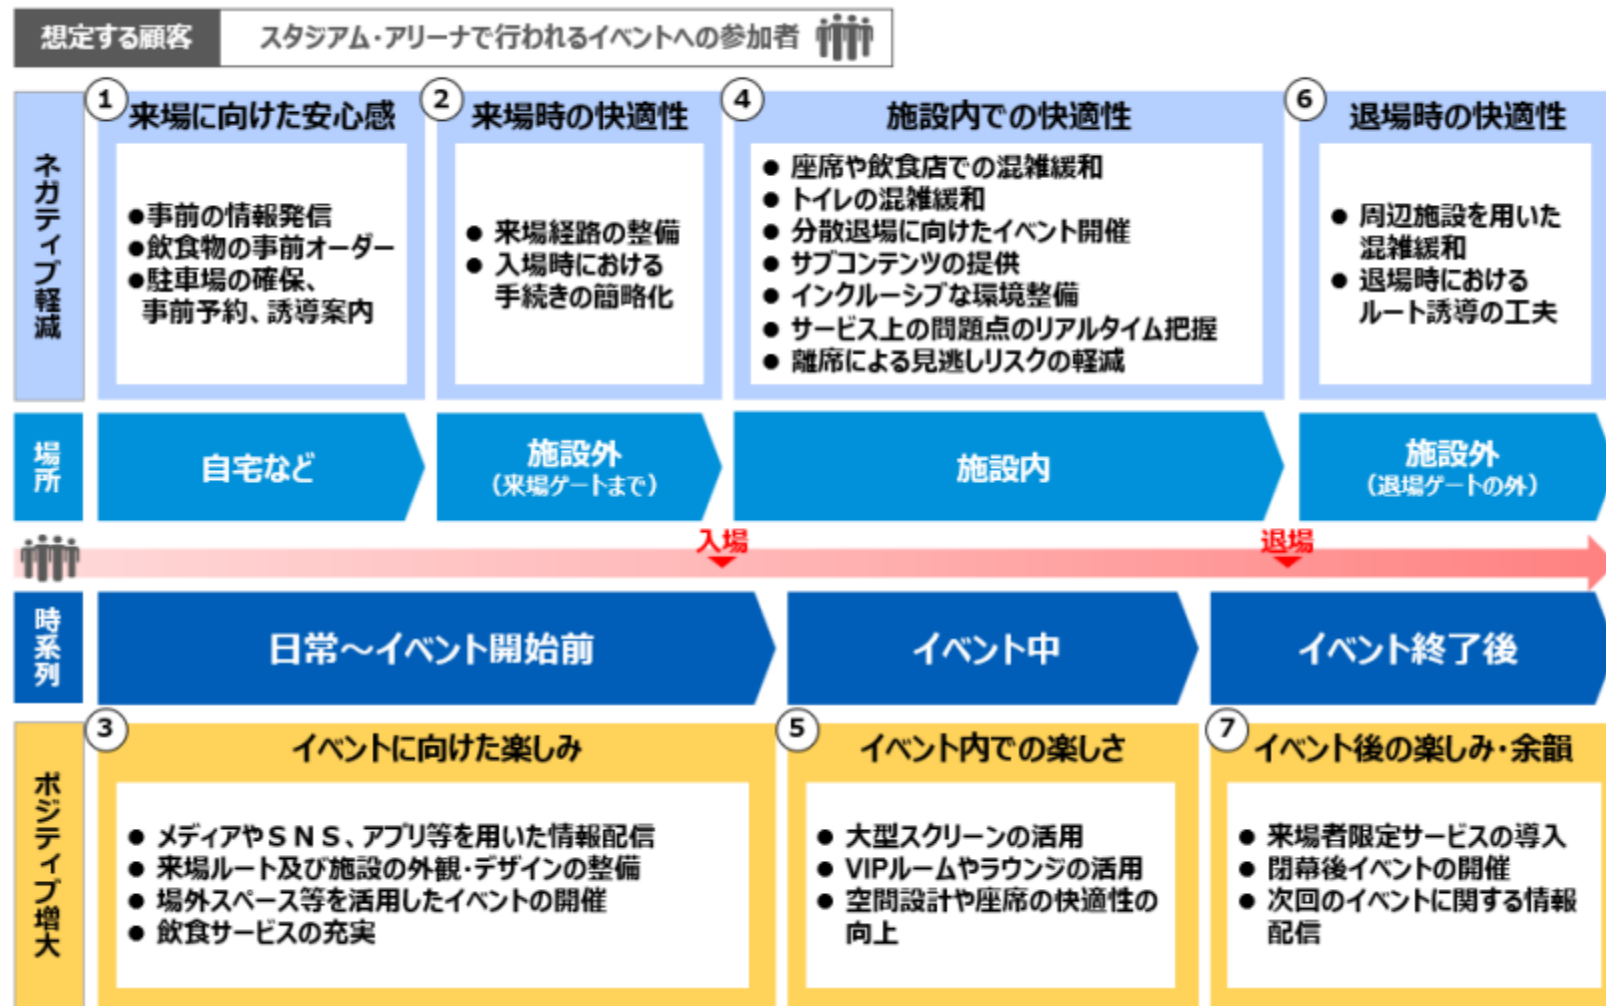 想定する顧客
スタジアム・アリーナで行われるイベントへの参加者
ネガティブ軽減
① 来場に向けた安心感
●事前の情報発信
●飲食物の事前オーダー
●駐車場の確保、
事前予約、誘導案内
② 来場時の快適性
● 来場経路の整備
● 入場時における
手続きの簡略化
④ 施設内での快適性
● 座席や飲食店での混雑緩和
● トイレの混雑緩和
● 分散退場に向けたイベント開催
● サブコンテンツの提供
● インクルーシブな環境整備
● サービス上の問題点のリアルタイム把握
● 離席による見逃しリスクの軽減
⑥ 退場時の快適性
● 周辺施設を用いた
混雑緩和
● 退場時における
ルート誘導の工夫
場所
自宅など
施設外
（来場ゲートまで）
施設内
施設外
（退場ゲートの外）
入場
退場
時系列
日常～イベント開始前
イベント中
イベント終了後
ポジティブ増大
③ イベントに向けた楽しみ
● メディアやＳＮＳ、アプリ等を用いた情報配信
● 来場ルート及び施設の外観・デザインの整備
● 場外スペース等を活用したイベントの開催
● 飲食サービスの充実
⑤ イベント内での楽しさ
● 大型スクリーンの活用
● VIPルームやラウンジの活用
● 空間設計や座席の快適性の
向上
⑦ イベント後の楽しみ・余韻
● 来場者限定サービスの導入
● 閉幕後イベントの開催
● 次回のイベントに関する情報
配信